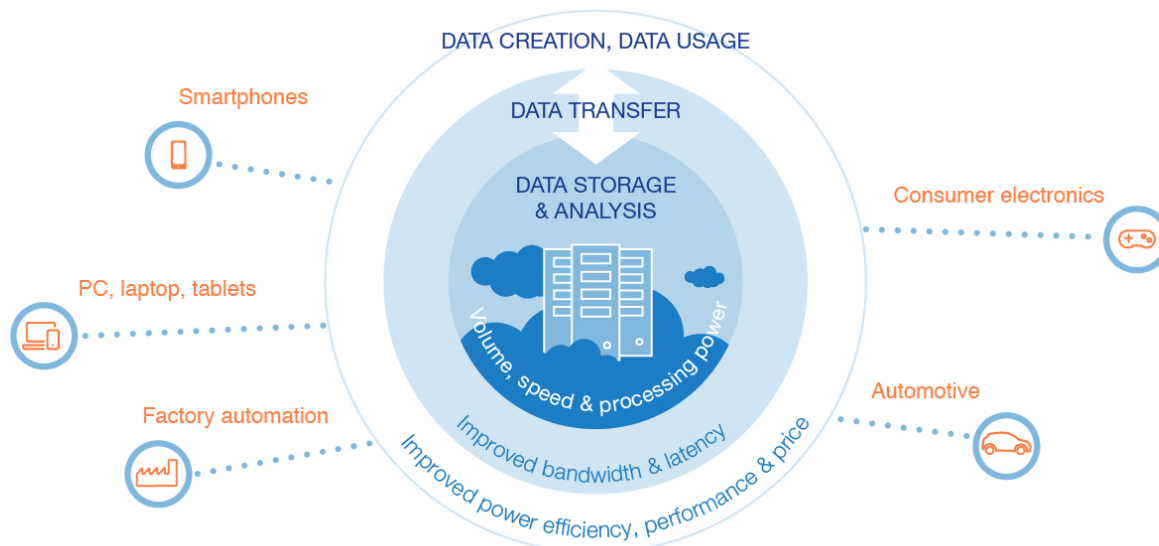 DATA CREATION, DATA USAGE
Smartphones
DATA TRANSFER
DATA STORAGE
& ANALYSIS
Consumer electronics
PC, laptop, tablets
Volume, speed & processing power
Factory automation
Automotive
Improved bandwidth & latency
Improved power efficiency, performance & price